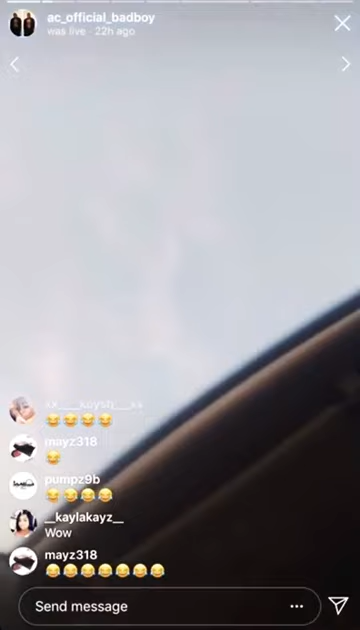 ac_official_badboy
was live · 22h ago
😂😂😂😂
mayz318
😂
pumpz9b
😂😂😂😂
__kaylakayz__
Wow
mayz318
😂😂😂😂😂😂😂
Send message